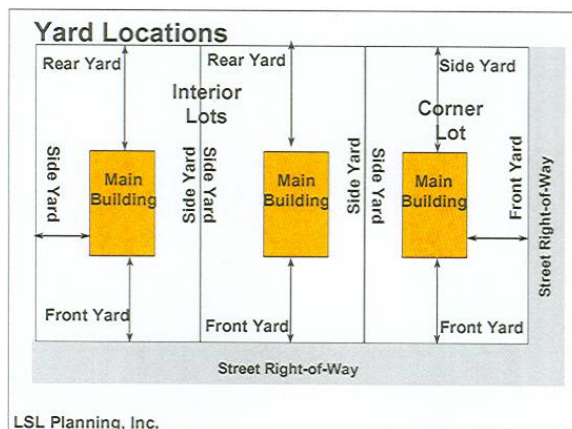 Yard Locations
Rear Yard
Rear Yard
Side Yard
Interior
Lots
Corner
Lot
Side Yard
Main
Building
Side Yard
Side Yard
Main
Building
Side Yard
Side Yard
Main
Building
Front Yard
Street Right-of-Way
Front Yard
Front Yard
Front Yard
Street Right-of-Way
LSL Planning, Inc.